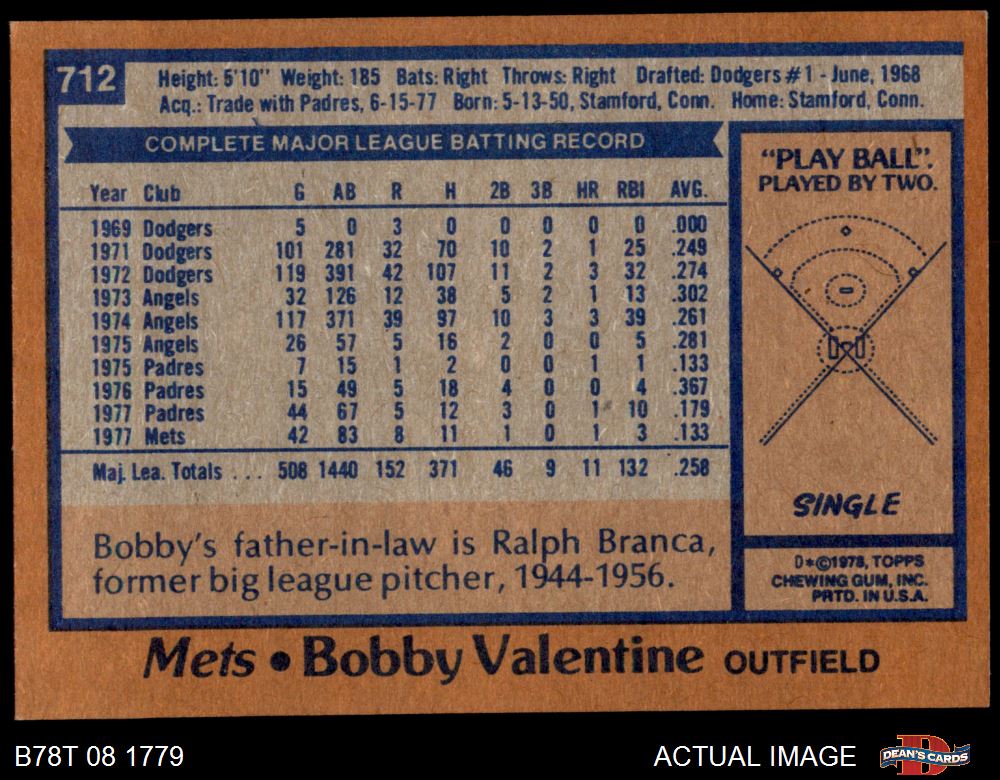 712
Height: 5'10" Weight: 185 Bats: Right Throws: Right Drafted: Dodgers #1 - June, 1968
Acq.: Trade with Padres, 6-15-77 Born: 5-13-50, Stamford, Conn. Home: Stamford, Conn.
COMPLETE MAJOR LEAGUE BATTING RECORD
Year Club G AB R H 2B 3B HR RBI AVG.
1969 Dodgers 5 0 3 0 0 0 0 0 .000
1971 Dodgers 101 281 32 70 10 2 1 25 .249
1972 Dodgers 119 391 42 107 11 2 3 32 .274
1973 Angels 32 126 12 38 5 2 1 13 .302
1974 Angels 117 371 39 97 10 3 3 39 .261
1975 Angels 26 57 5 16 2 0 0 5 .281
1975 Padres 7 15 1 2 0 0 1 1 .133
1976 Padres 15 49 5 18 4 0 0 4 .367
1977 Padres 44 67 5 12 3 0 1 10 .179
1977 Mets 42 83 8 11 1 0 1 3 .133
Maj. Lea. Totals ... 508 1440 152 371 46 9 11 132 .258
"PLAY BALL".
PLAYED BY TWO.
SINGLE
Bobby's father-in-law is Ralph Branca,
former big league pitcher, 1944-1956.
D*©1978, TOPPS
CHEWING GUM, INC.
PRTD. IN U.S.A.
Mets • Bobby Valentine OUTFIELD
B78T 08 1779
ACTUAL IMAGE
DEAN'S CARDS